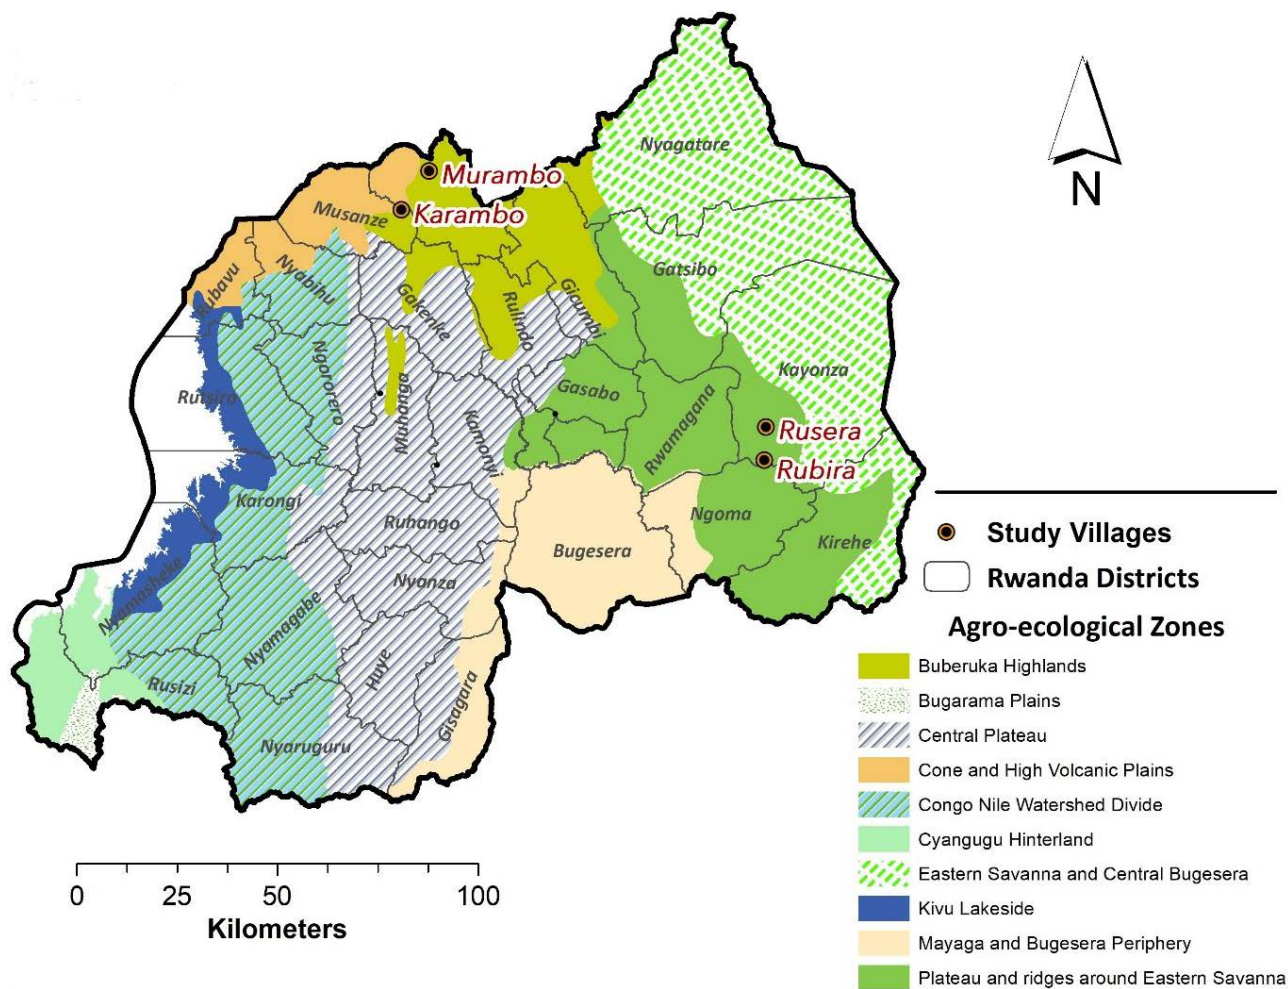 Nyagatare
Murambo
Musanze
Karambo
Gatsibo
Nyabihu
Rubavu
Gakenke
Rulindo
Gicumbi
Ngororero
Kayonza
Gasabo
Rutsiro
Muhanga
Rwamagana
Kamonyi
Rusera
Rubira
Karongi
Ruhango
Ngoma
Kirehe
Bugesera
Nyanza
Nyamasheke
Nyamagabe
Huye
Rusizi
Gisagara
Nyaruguru
N
Study Villages
Rwanda Districts
Agro-ecological Zones
Buberuka Highlands
Bugarama Plains
Central Plateau
Cone and High Volcanic Plains
Congo Nile Watershed Divide
Cyangugu Hinterland
Eastern Savanna and Central Bugesera
Kivu Lakeside
Mayaga and Bugesera Periphery
Plateau and ridges around Eastern Savanna
0 25 50 100
Kilometers